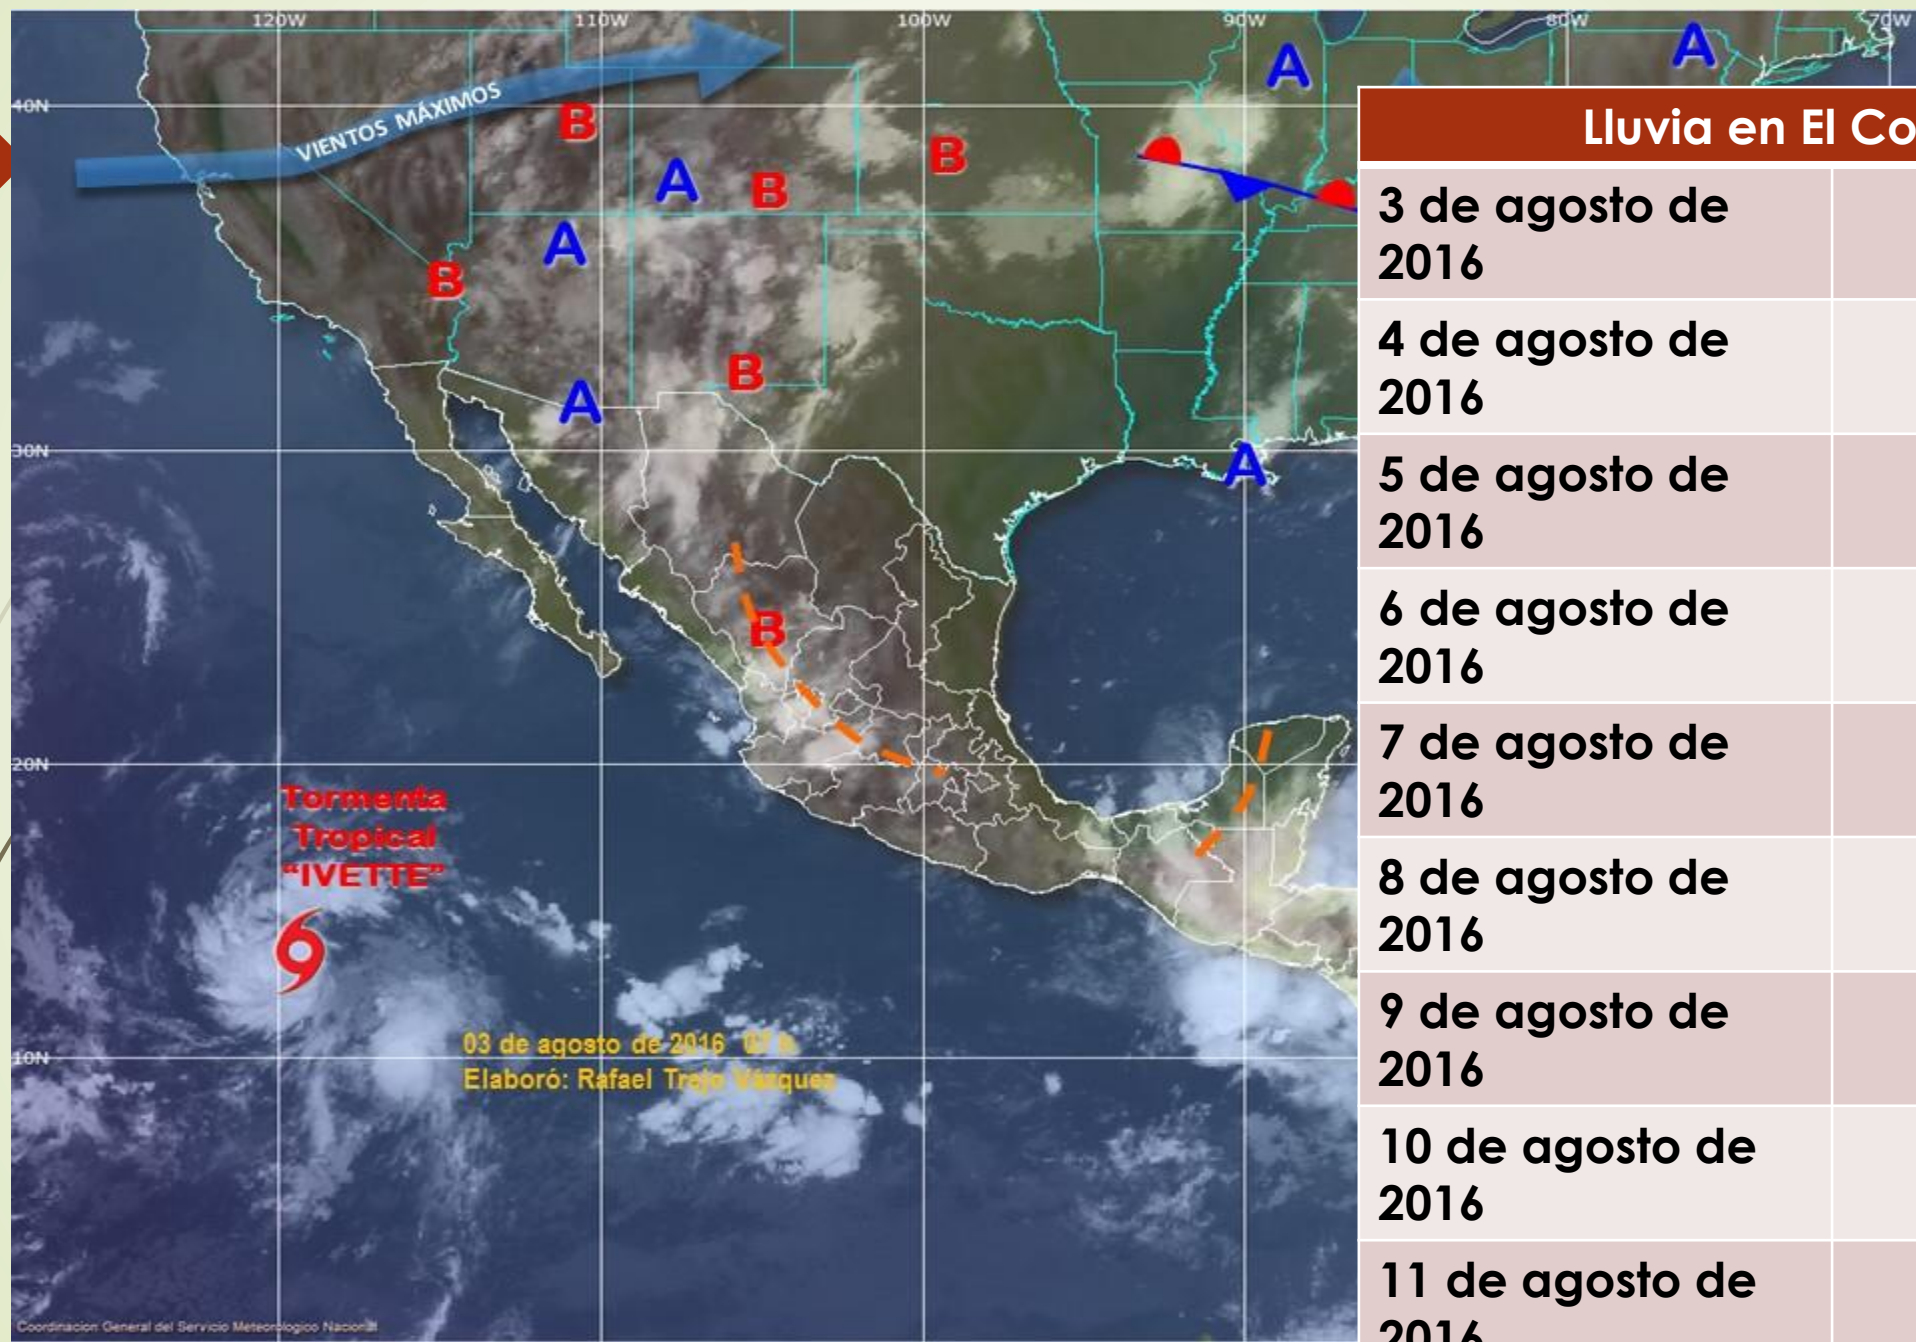 120W
110W
100W
90W
80W
70W
40N
VIENTOS MÁXIMOS
A
A
B
B
A
B
A
B
B
A
A
30N
B
20N
Tormenta
Tropical
"IVETTE"
03 de agosto de 2016 07 h.
Elaboró: Rafael Trejo Vázquez
10N
Coordinacion General del Servicio Meteorologico Nacional
Lluvia en El Co
3 de agosto de
2016
4 de agosto de
2016
5 de agosto de
2016
6 de agosto de
2016
7 de agosto de
2016
8 de agosto de
2016
9 de agosto de
2016
10 de agosto de
2016
11 de agosto de
2016